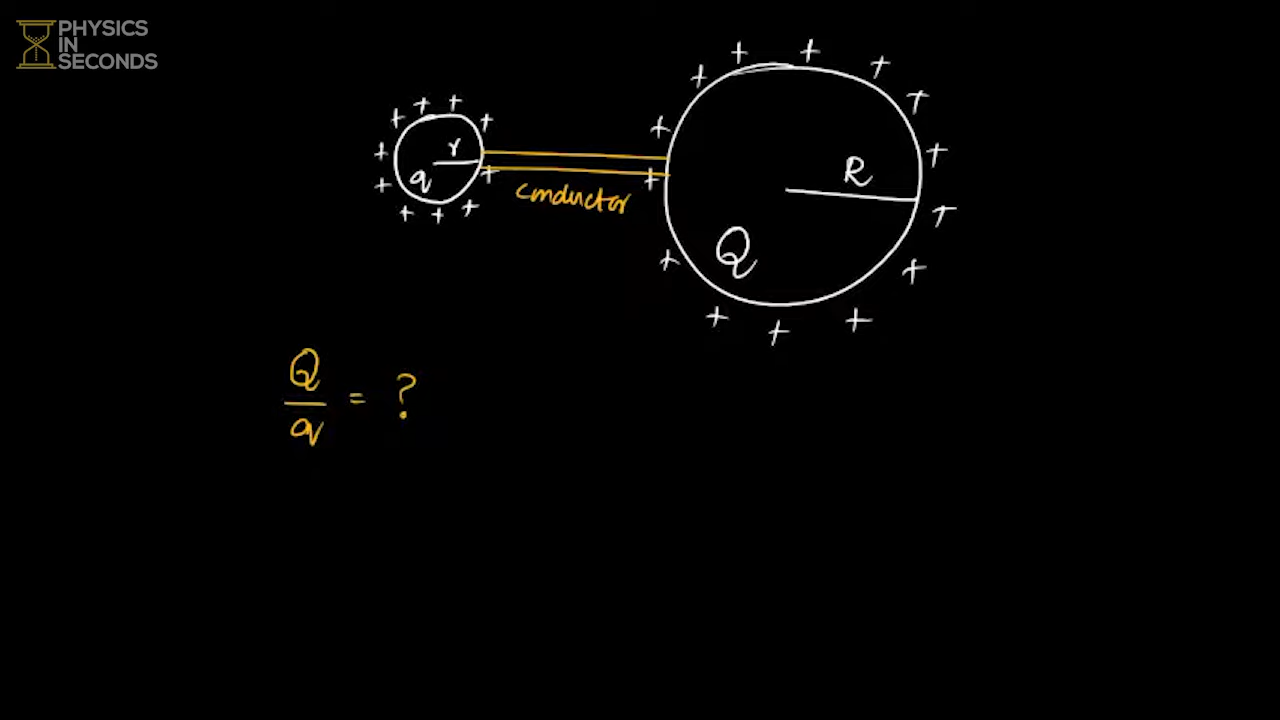 PHYSICS
IN
SECONDS
+ + + + + + + + + + +
r
q
conductor
+ + + + + + + + + + + + + + +
R
Q
Q/q = ?